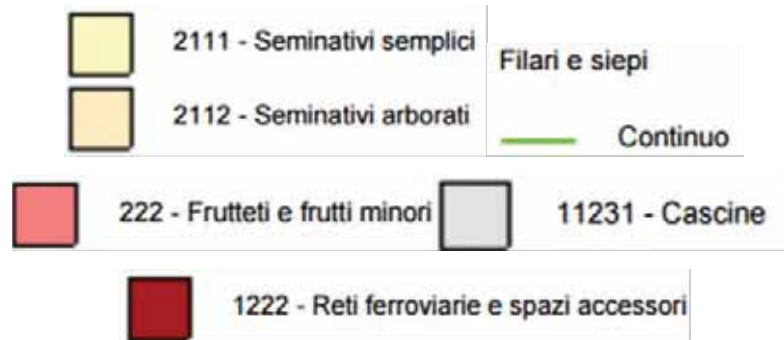 2111 - Seminativi semplici
Filari e siepi
2112 - Seminativi arborati
Continuo
222 - Frutteti e frutti minori
11231 - Cascine
1222 - Reti ferroviarie e spazi accessori